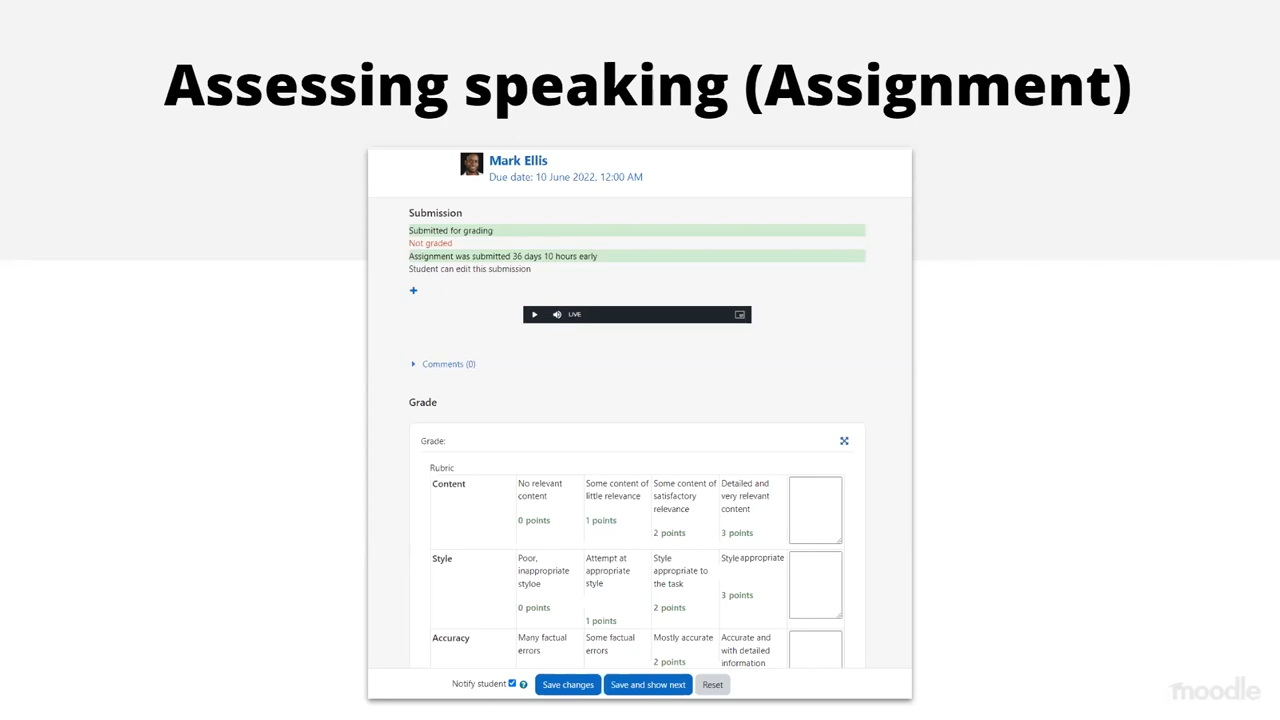 Assessing speaking (Assignment)
Mark Ellis
Due date: 10 June 2022, 12:00 AM
Submission
Submitted for grading
Not graded
Assignment was submitted 36 days 10 hours early
Student can edit this submission
+
LIVE
Comments (0)
Grade
Grade:
Rubric
Content
No relevant
content
0 points
Some content of
little relevance
1 points
Some content of
satisfactory
relevance
2 points
Detailed and
very relevant
content
3 points
Style
Poor,
inappropriate
styloe
0 points
Attempt at
appropriate
style
1 points
Style
appropriate to
the task
2 points
Style appropriate
3 points
Accuracy
Many factual
errors
Some factual
errors
Mostly accurate
2 points
Accurate and
with detailed
information
Notify student ?
Save changes
Save and show next
Reset
moodle